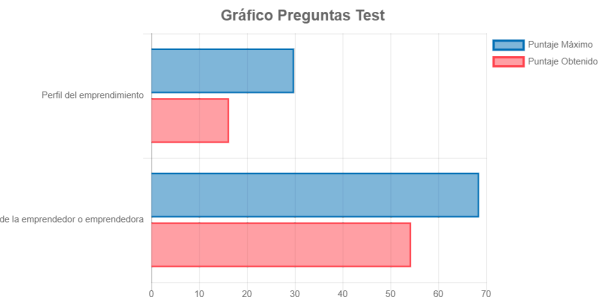 Gráfico Preguntas Test
Puntaje Máximo
Puntaje Obtenido
Perfil del emprendimiento
de la emprendedor o emprendedora
0 10 20 30 40 50 60 70